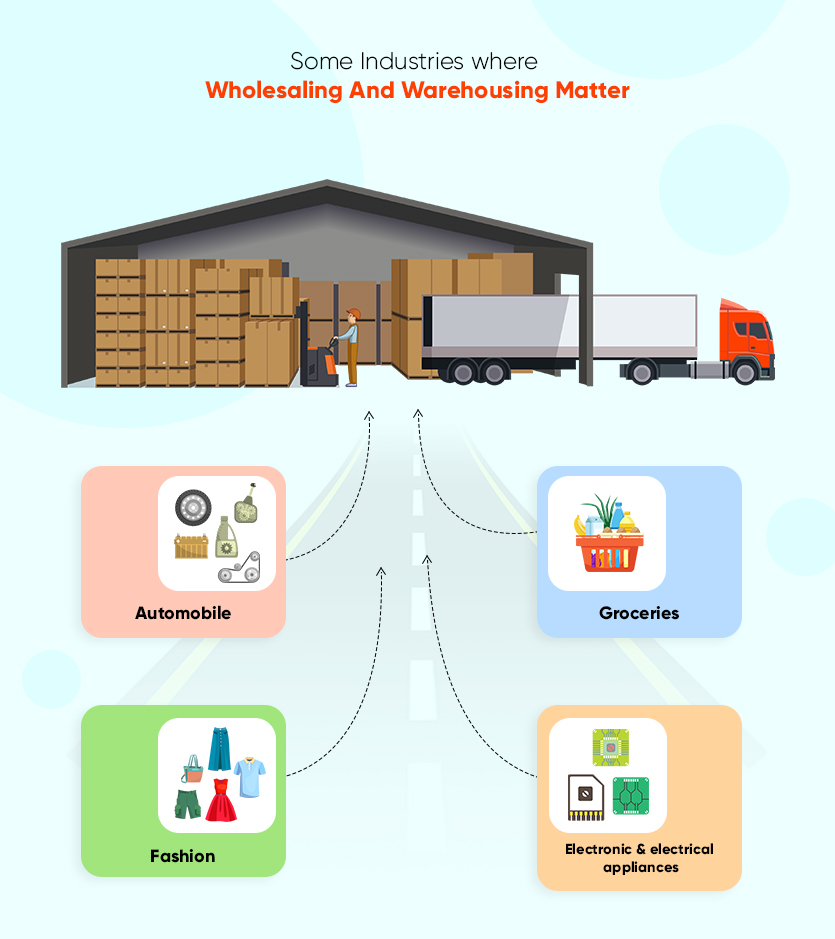 Some Industries where
Wholesaling And Warehousing Matter
Automobile
Groceries
Fashion
Electronic & electrical
appliances